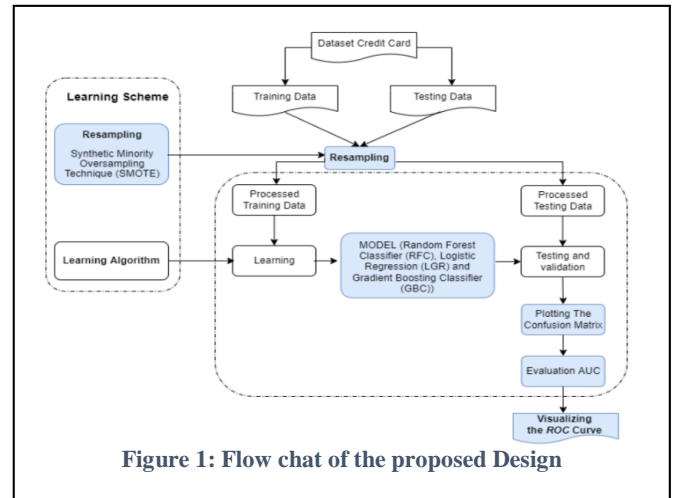 Dataset Credit Card
Training Data
Testing Data
Learning Scheme
Resampling
Synthetic Minority
Oversampling
Technique (SMOTE)
Resampling
Processed
Training Data
Processed
Testing Data
Learning Algorithm
Learning
MODEL (Random Forest
Classifier (RFC), Logistic
Regression (LGR) and
Gradient Boosting Classifier
(GBC))
Testing and
validation
Plotting The
Confusion Matrix
Evaluation AUC
Visualizing
the ROC Curve
Figure 1: Flow chat of the proposed Design